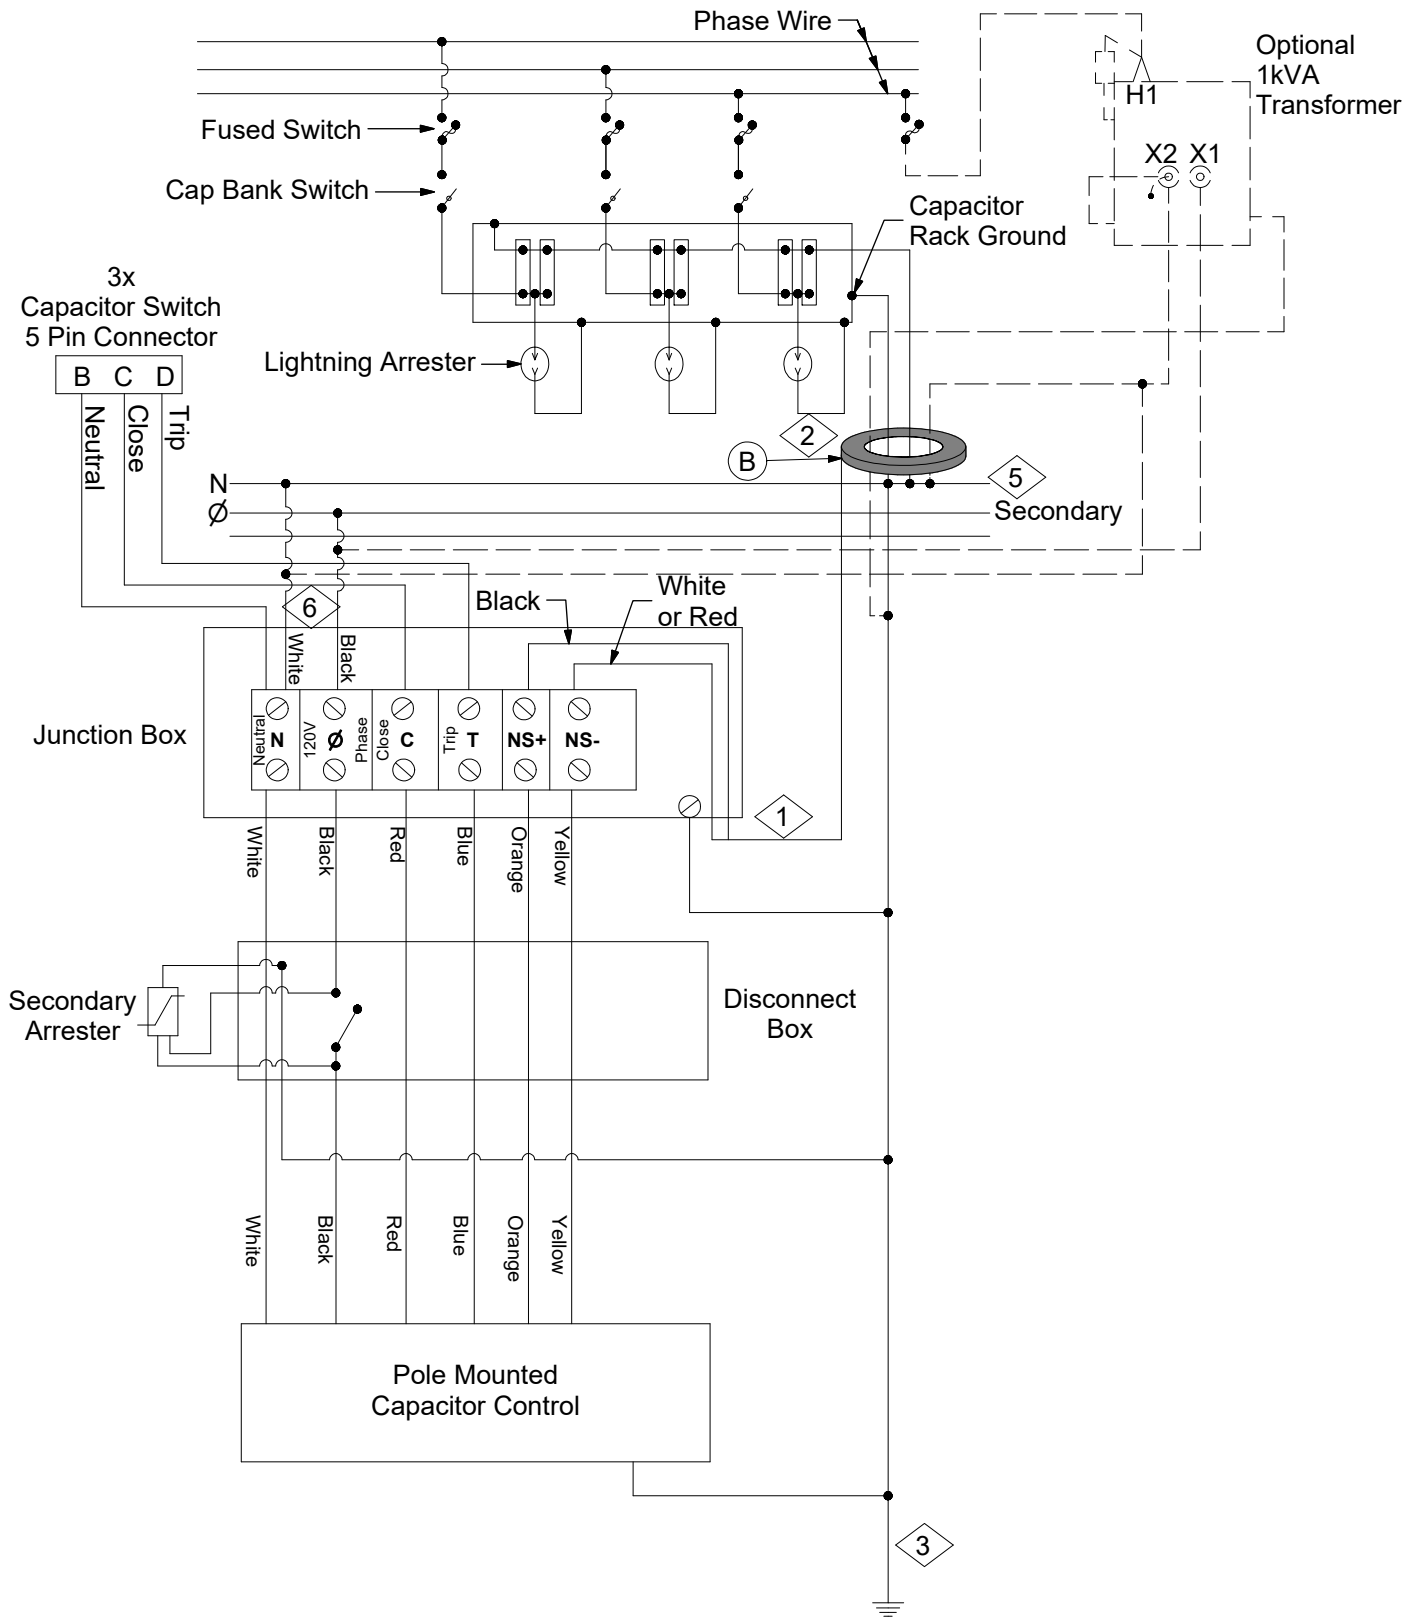 Phase Wire
Optional
1kVA
Transformer
H1
Fused Switch
X2 X1
Cap Bank Switch
Capacitor
Rack Ground
3x
Capacitor Switch
5 Pin Connector
Lightning Arrester
B C D
Neutral
Close
Trip
2
B
N
5
Ø
Secondary
6
Black
White
or Red
White
Black
Junction Box
Neutral
N
120V
Ø
Phase
Close
C
Trip
T
NS+
NS-
1
White
Black
Red
Blue
Orange
Yellow
Secondary
Arrester
Disconnect
Box
White
Black
Red
Blue
Orange
Yellow
Pole Mounted
Capacitor Control
3